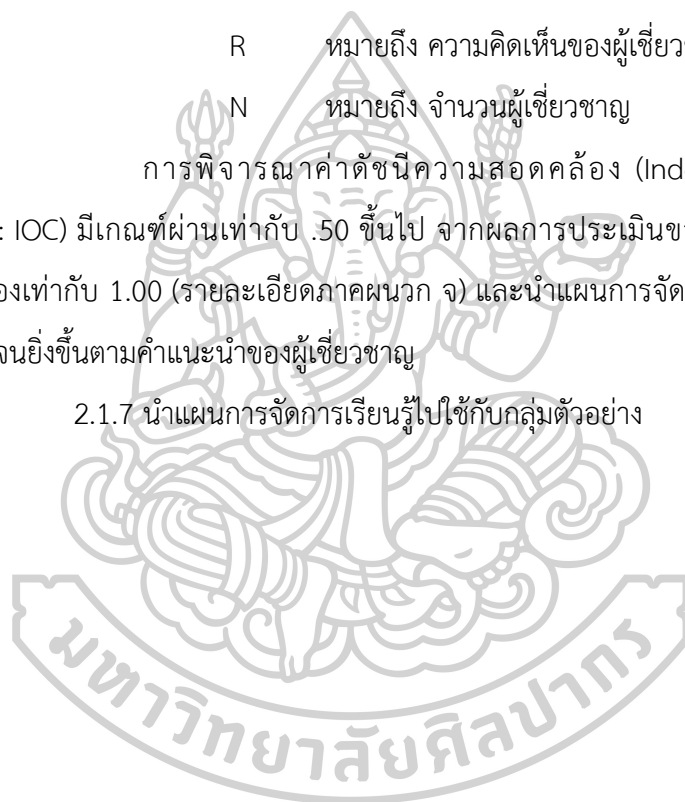 R หมายถึง ความคิดเห็นของผู้เชี่ยว
N หมายถึง จำนวนผู้เชี่ยวชาญ
การพิจารณาค่าดัชนีความสอดคล้อง (Ind
: IOC) มีเกณฑ์ผ่านเท่ากับ .50 ขึ้นไป จากผลการประเมินข
องเท่ากับ 1.00 (รายละเอียดภาคผนวก จ) และนำแผนการจัด
จนยิ่งขึ้นตามคำแนะนำของผู้เชี่ยวชาญ
2.1.7 นำแผนการจัดการเรียนรู้ไปใช้กับกลุ่มตัวอย่าง
มหาวิทยาลัยศิลปากร